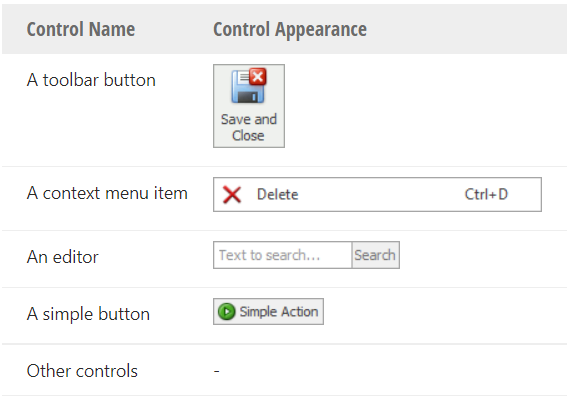 Control Name Control Appearance
A toolbar button
Save and
Close
A context menu item Delete Ctrl+D
An editor Text to search... Search
A simple button Simple Action
Other controls -